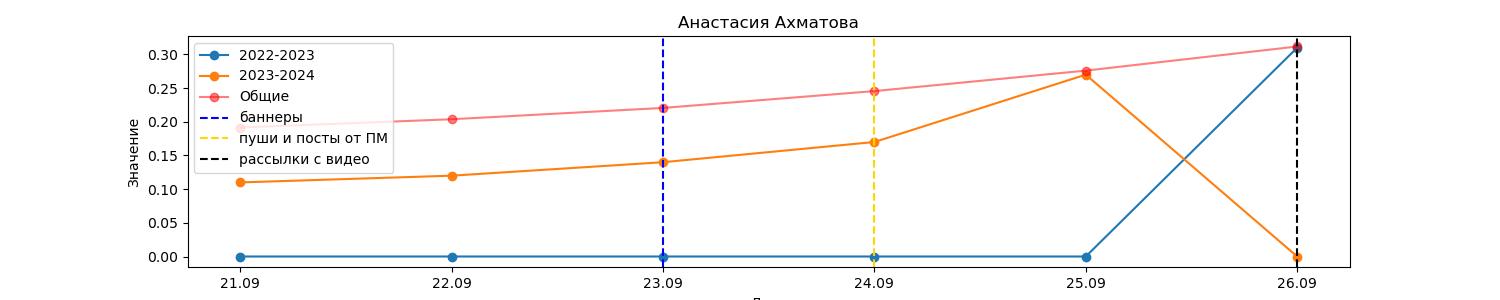 Анастасия Ахматова
2022-2023
2023-2024
Общие
баннеры
пуши и посты от ПМ
рассылки с видео
Значение
0.30
0.25
0.20
0.15
0.10
0.05
0.00
21.09 22.09 23.09 24.09 25.09 26.09